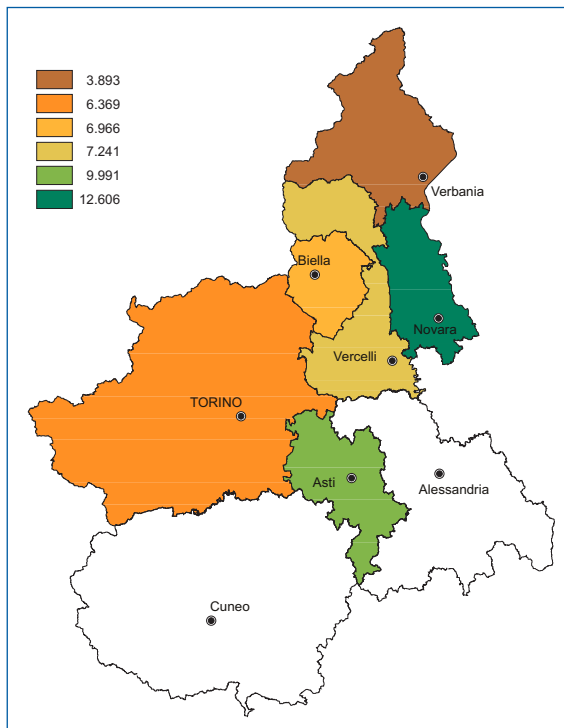 3.893
6.369
6.966
7.241
9.991
12.606
Verbania
Biella
Novara
Vercelli
TORINO
Asti
Alessandria
Cuneo